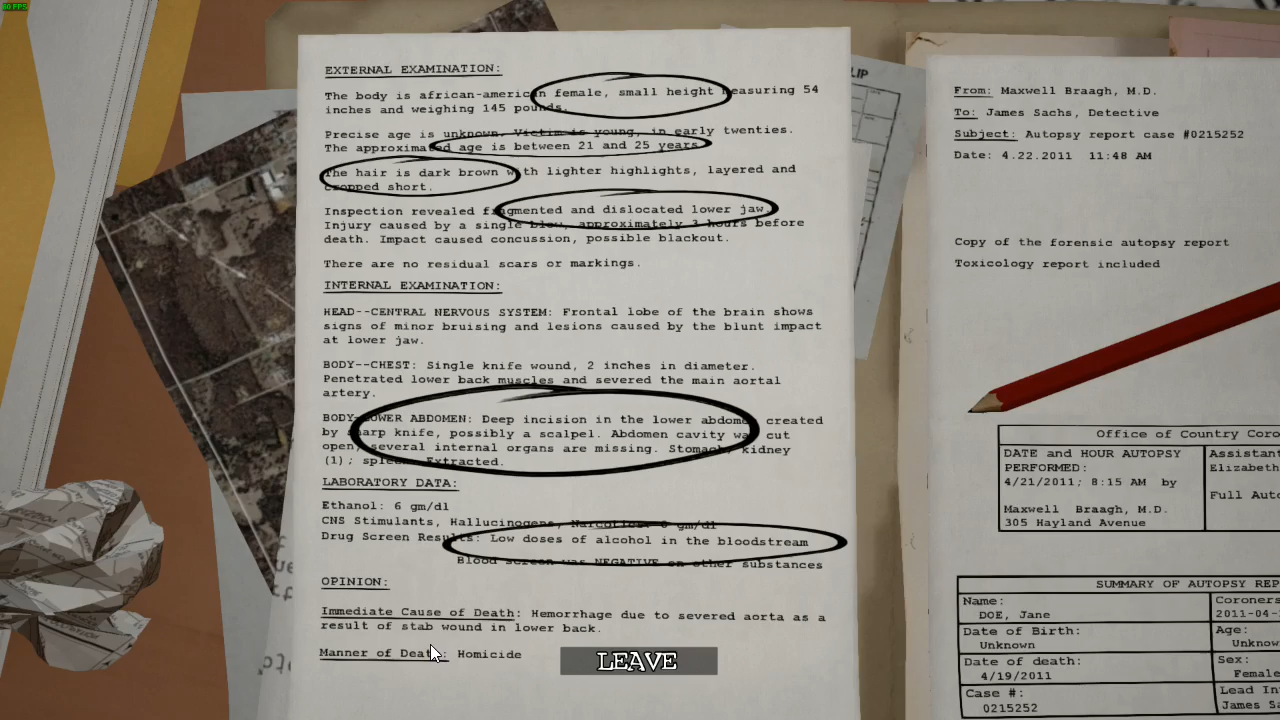 60 FPS
EXTERNAL EXAMINATION:
The body is african-american female, small height measuring 54
inches and weighing 145 pounds.
Precise age is unknown. Victim is young, in early twenties.
The approximated age is between 21 and 25 years.
The hair is dark brown with lighter highlights, layered and
cropped short.
Inspection revealed fragmented and dislocated lower jaw.
Injury caused by a single blow, approximately 3 hours before
death. Impact caused concussion, possible blackout.
There are no residual scars or markings.
INTERNAL EXAMINATION:
HEAD--CENTRAL NERVOUS SYSTEM: Frontal lobe of the brain shows
signs of minor bruising and lesions caused by the blunt impact
at lower jaw.
BODY--CHEST: Single knife wound, 2 inches in diameter.
Penetrated lower back muscles and severed the main aortal
artery.
BODY-LOWER ABDOMEN: Deep incision in the lower abdomen created
by sharp knife, possibly a scalpel. Abdomen cavity was cut
open, several internal organs are missing. Stomach, kidney
(1); spleen Extracted.
LABORATORY DATA:
Ethanol: 6 gm/dl
CNS Stimulants, Hallucinogens, Narcotics: 0 gm/dl
Drug Screen Results: Low doses of alcohol in the bloodstream
Blood screen was NEGATIVE on other substances
OPINION:
Immediate Cause of Death: Hemorrhage due to severed aorta as a
result of stab wound in lower back.
Manner of Death: Homicide
LEAVE
LIP
From: Maxwell Braagh, M.D.
To: James Sachs, Detective
Subject: Autopsy report case #0215252
Date: 4.22.2011 11:48 AM
Copy of the forensic autopsy report
Toxicology report included
Office of Country Coro
DATE and HOUR AUTOPSY
PERFORMED:
4/21/2011; 8:15 AM by
Maxwell Braagh, M.D.
305 Hayland Avenue
Assistan
Elizabeth
Full Auto
SUMMARY OF AUTOPSY REP
Name:
DOE, Jane
Coroners
2011-04-
Date of Birth:
Unknown
Age:
Unknow
Date of death:
4/19/2011
Sex:
Female
Case #:
0215252
Lead In
James Sa